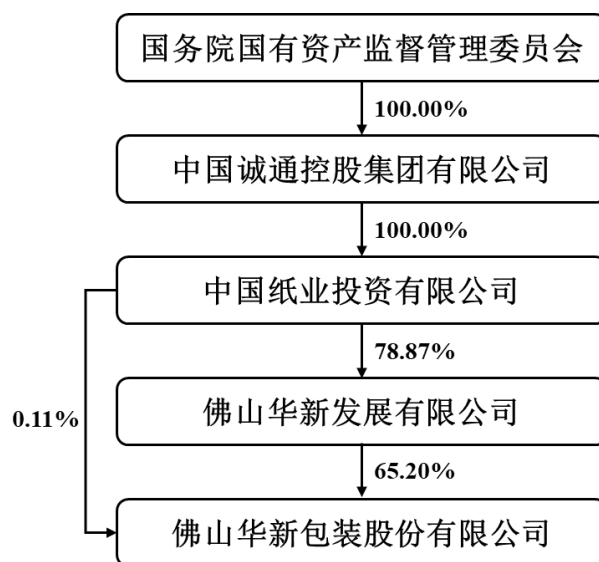 国务院国有资产监督管理委员会
100.00%
中国诚通控股集团有限公司
100.00%
中国纸业投资有限公司
78.87%
佛山华新发展有限公司
0.11%
65.20%
佛山华新包装股份有限公司